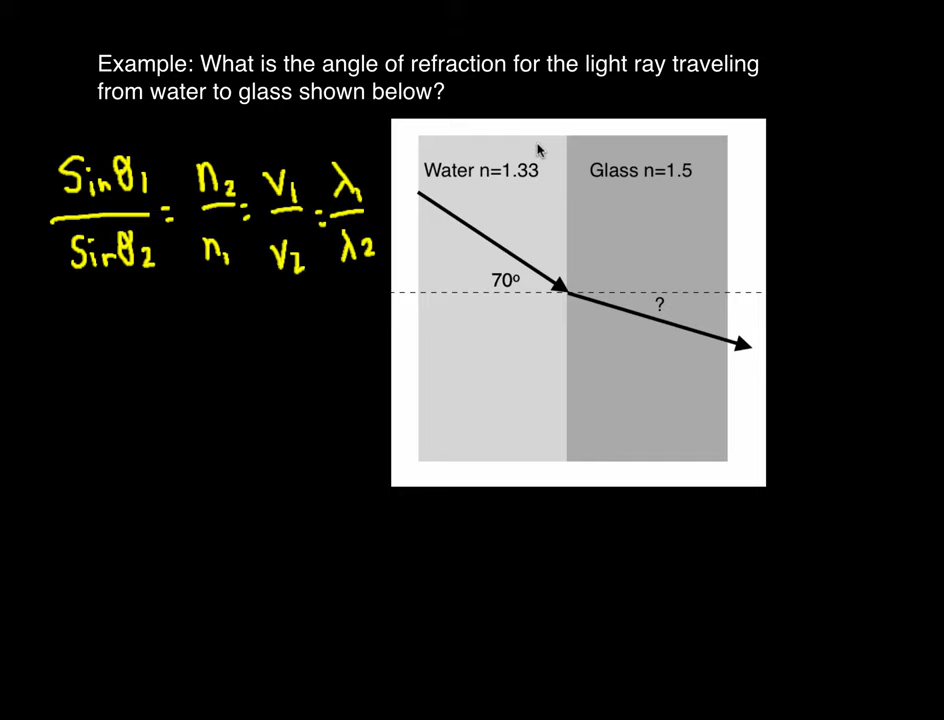 Example: What is the angle of refraction for the light ray traveling
from water to glass shown below?
Sinθ1 / Sinθ2 = n2 / n1 = v1 / v2 = λ1 / λ2
Water n=1.33
Glass n=1.5
70º
?